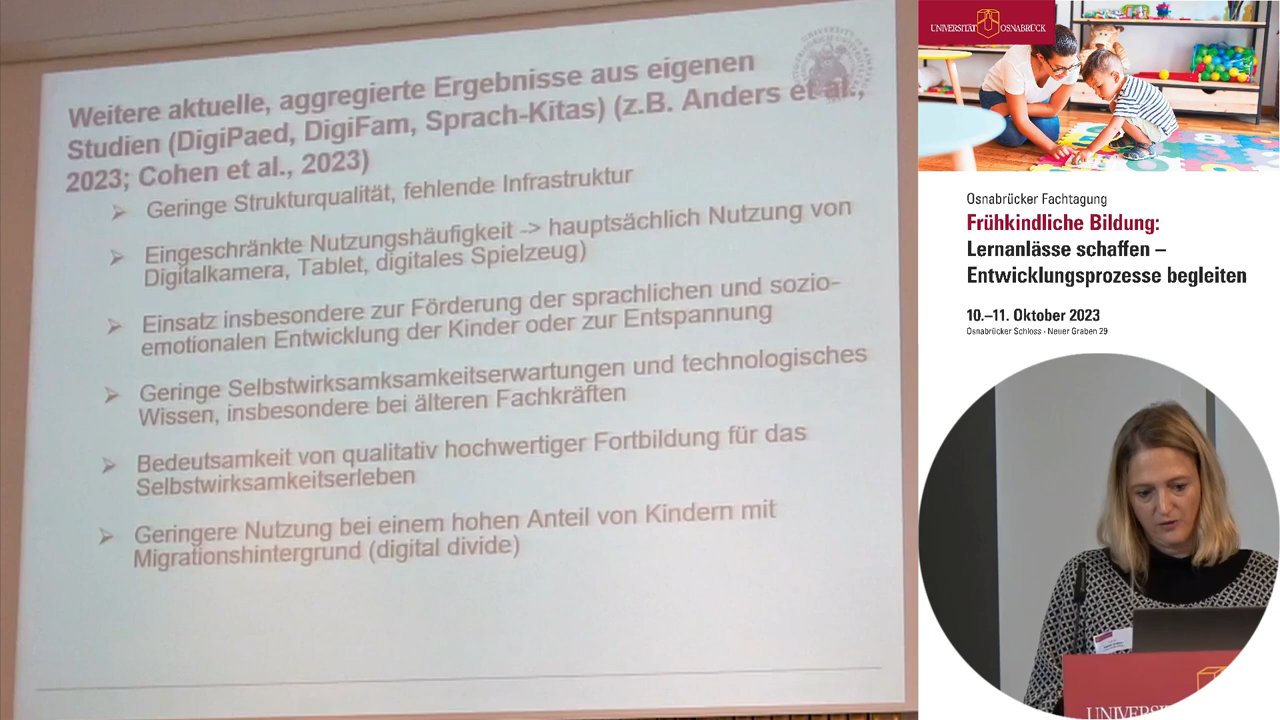 Weitere aktuelle, aggregierte Ergebnisse aus eigenen
Studien (DigiPaed, DigiFam, Sprach-Kitas) (z.B. Anders et al.,
2023; Cohen et al., 2023)
Geringe Strukturqualität, fehlende Infrastruktur
Eingeschränkte Nutzungshäufigkeit -> hauptsächlich Nutzung von
Digitalkamera, Tablet, digitales Spielzeug)
Einsatz insbesondere zur Förderung der sprachlichen und sozio-
emotionalen Entwicklung der Kinder oder zur Entspannung
Geringe Selbstwirksamksamkeitserwartungen und technologisches
Wissen, insbesondere bei älteren Fachkräften
Bedeutsamkeit von qualitativ hochwertiger Fortbildung für das
Selbstwirksamkeitserleben
Geringere Nutzung bei einem hohen Anteil von Kindern mit
Migrationshintergrund (digital divide)
UNIVERSITÄT OSNABRÜCK
Osnabrücker Fachtagung
Frühkindliche Bildung:
Lernanlässe schaffen –
Entwicklungsprozesse begleiten
10.–11. Oktober 2023
Osnabrücker Schloss · Neuer Graben 29